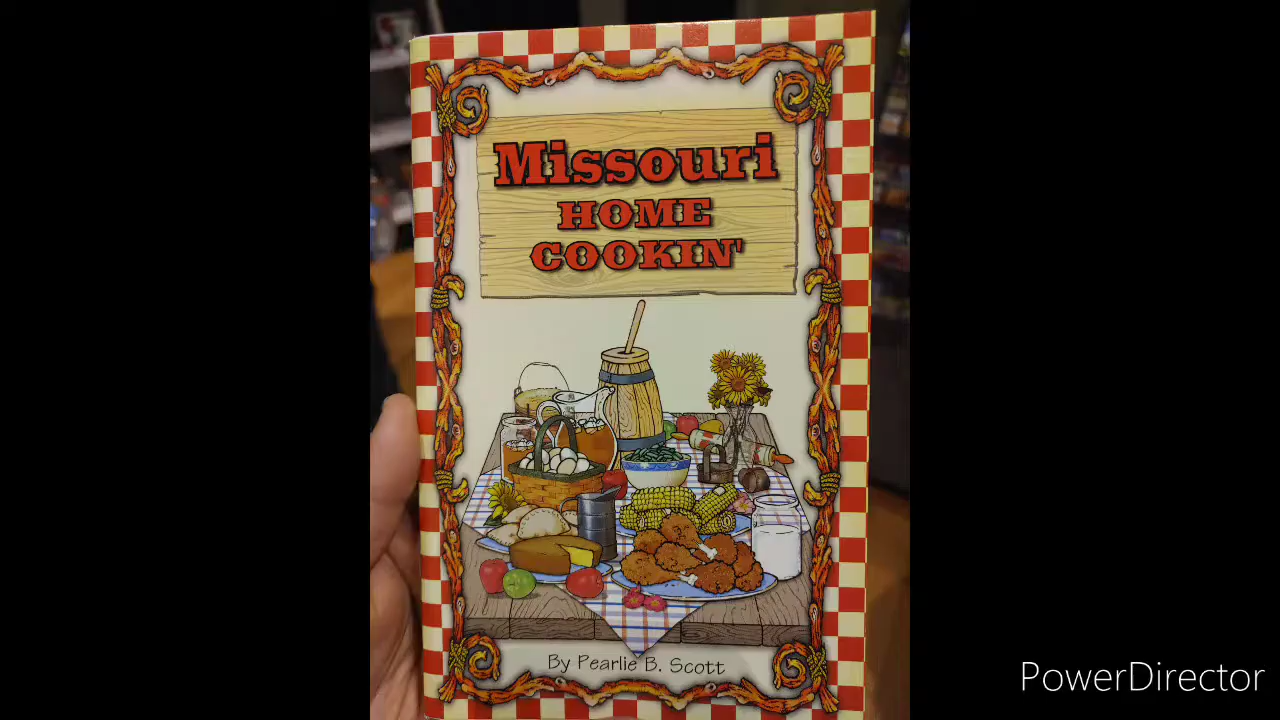 Missouri
HOME
COOKIN'
By Pearlie B. Scott
PowerDirector